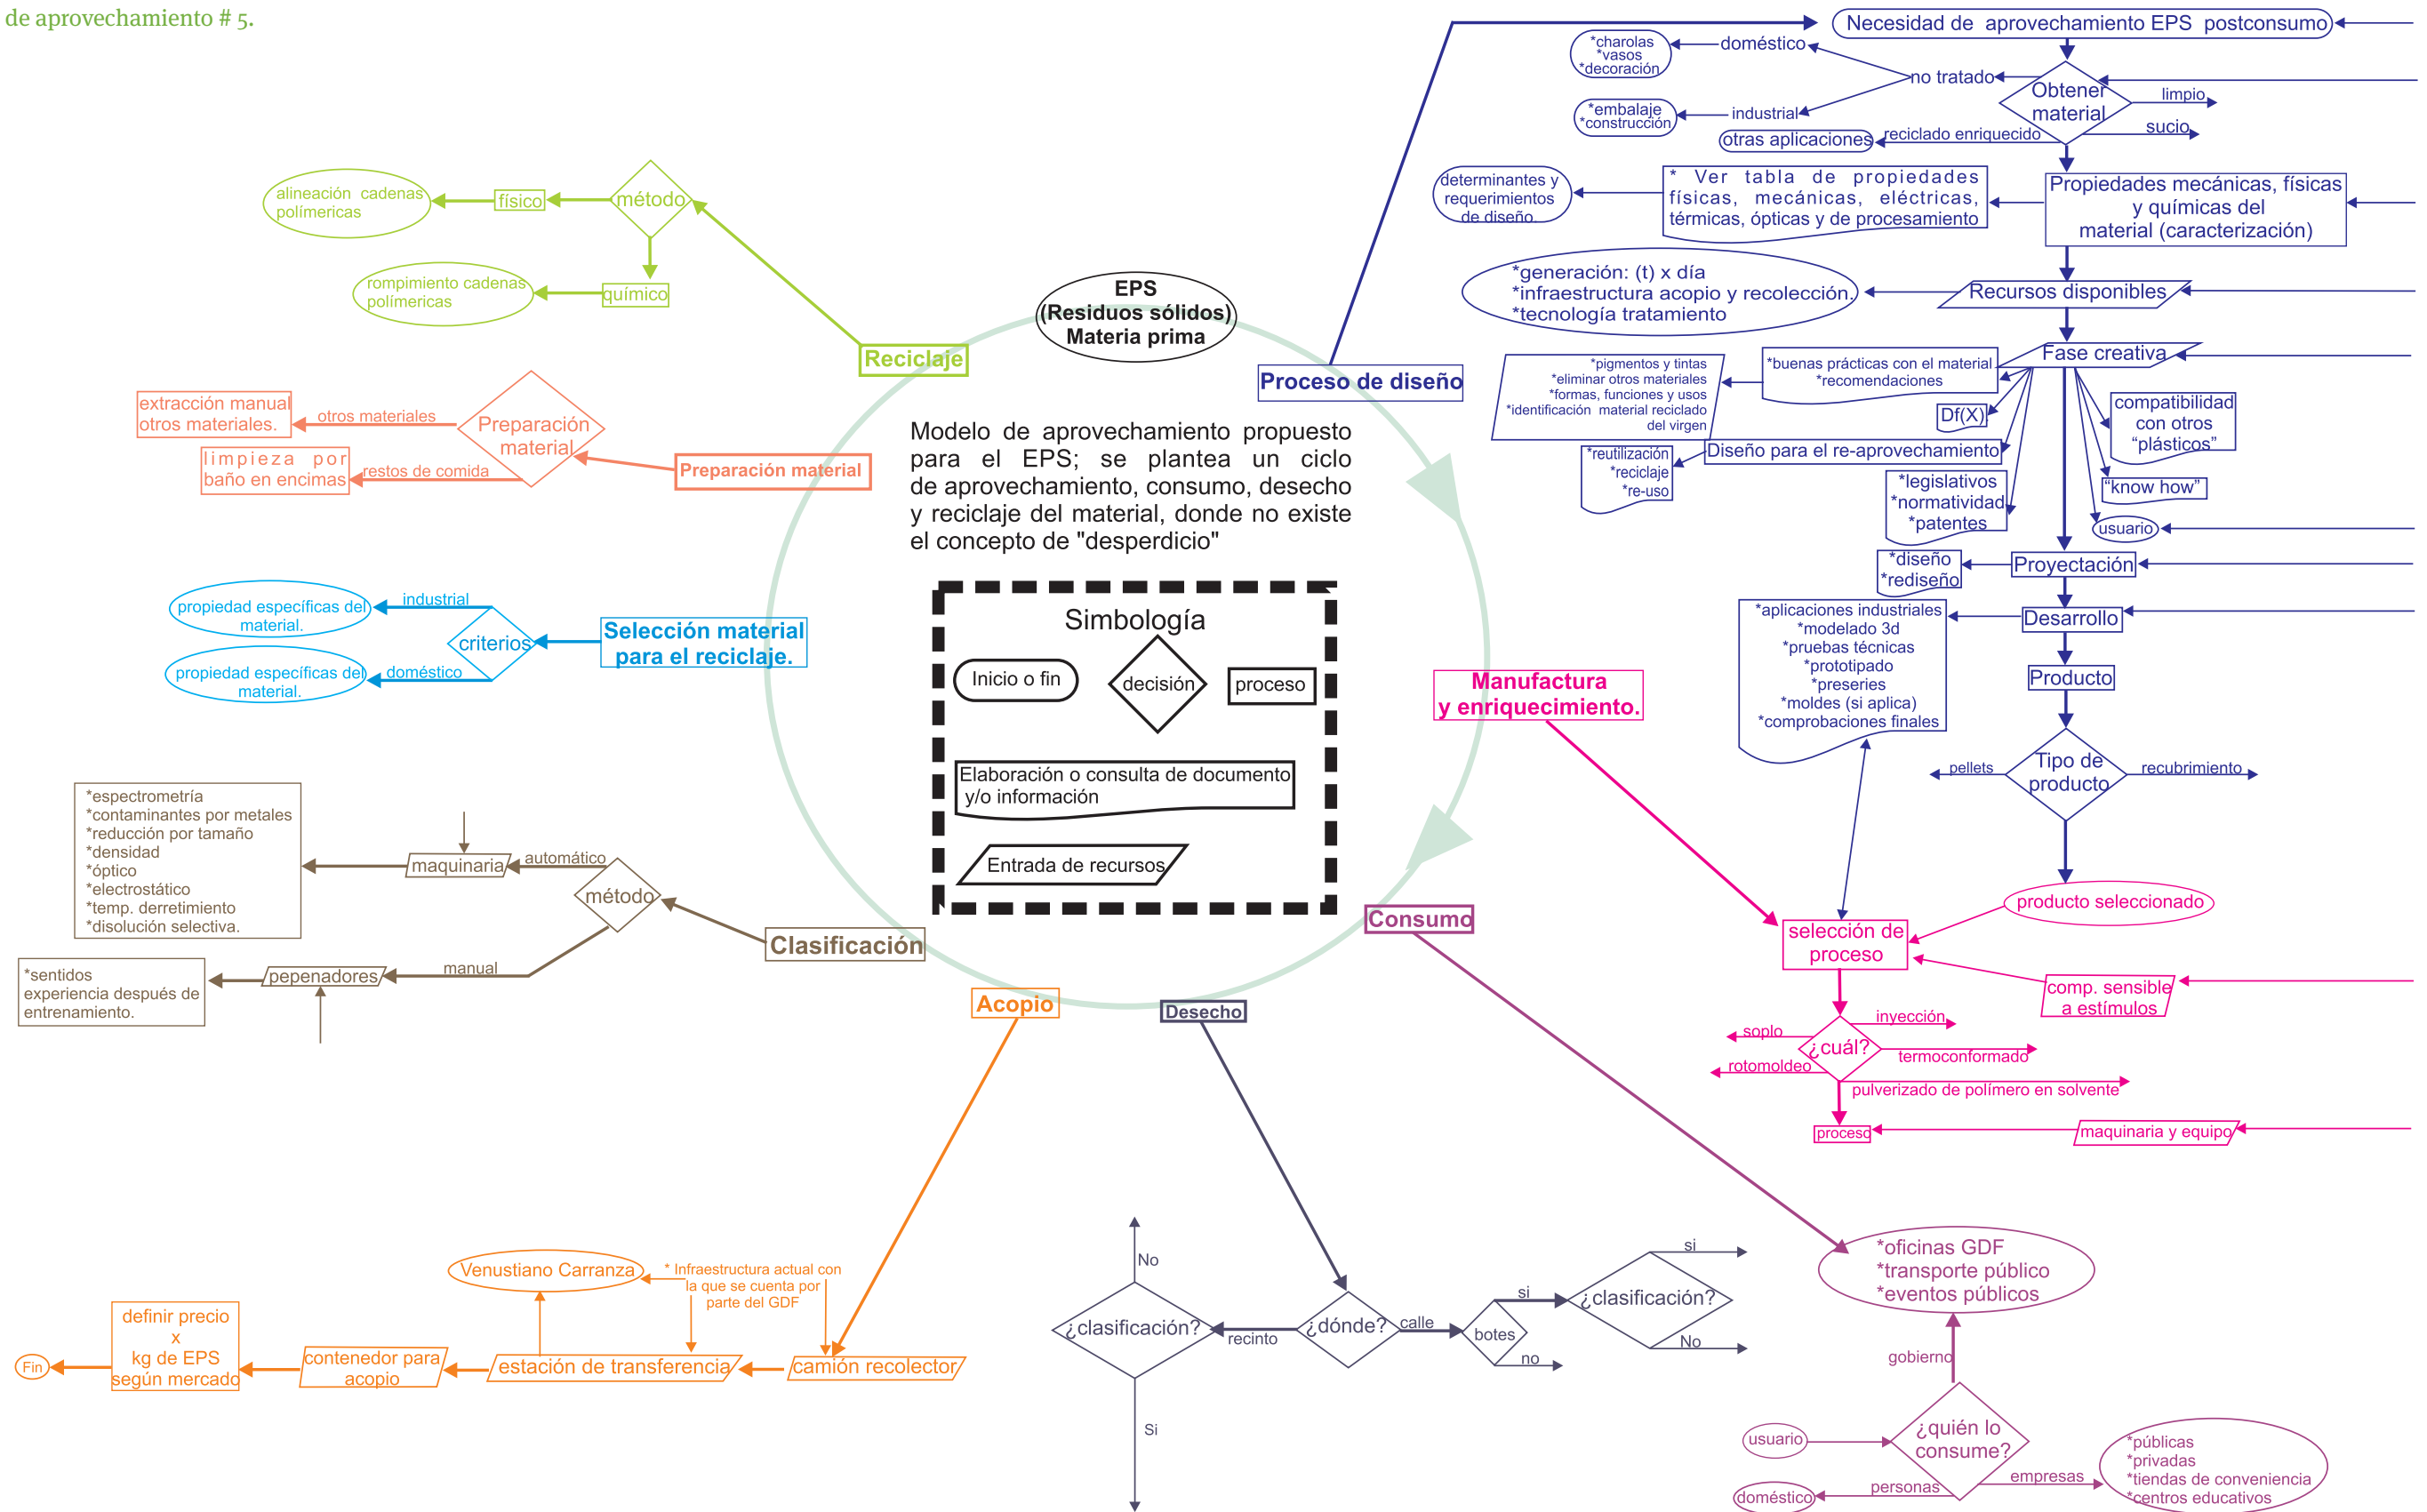 de aprovechamiento # 5.
Necesidad de aprovechamiento EPS postconsumo
*charolas
*vasos
*decoración
doméstico
no tratado
Obtener
material
limpio
sucio
*embalaje
*construcción
industrial
otras aplicaciones
reciclado enriquecido
determinantes y
requerimientos
de diseño.
* Ver tabla de propiedades
físicas, mecánicas, eléctricas,
térmicas, ópticas y de procesamiento
Propiedades mecánicas, físicas
y químicas del
material (caracterización)
*generación: (t) x día
*infraestructura acopio y recolección.
*tecnología tratamiento
Recursos disponibles
Fase creativa
*pigmentos y tintas
*eliminar otros materiales
*formas, funciones y usos
*identificación material reciclado
del virgen
*buenas prácticas con el material
*recomendaciones
Df(X)
compatibilidad
con otros
“plásticos”
*reutilización
*reciclaje
*re-uso
Diseño para el re-aprovechamiento
*legislativos
*normatividad
*patentes
“know how”
usuario
*diseño
*rediseño
Proyectación
*aplicaciones industriales
*modelado 3d
*pruebas técnicas
*prototipado
*preseries
*moldes (si aplica)
*comprobaciones finales
Desarrollo
Producto
pellets
Tipo de
producto
recubrimiento
alineación cadenas
polímericas
físico
método
rompimiento cadenas
polímericas
químico
Reciclaje
EPS
(Residuos sólidos)
Materia prima
Proceso de diseño
extracción manual
otros materiales.
otros materiales
Preparación
material
limpieza por
baño en encimas
restos de comida
Preparación material
Modelo de aprovechamiento propuesto
para el EPS; se plantea un ciclo
de aprovechamiento, consumo, desecho
y reciclaje del material, donde no existe
el concepto de "desperdicio"
propiedad específicas del
material.
industrial
criterios
propiedad específicas del
material.
doméstico
Selección material
para el reciclaje.
Simbología
Inicio o fin
decisión
proceso
Elaboración o consulta de documento
y/o información
Entrada de recursos
Manufactura
y enriquecimiento.
*espectrometría
*contaminantes por metales
*reducción por tamaño
*densidad
*óptico
*electrostático
*temp. derretimiento
*disolución selectiva.
maquinaria
automático
método
*sentidos
experiencia después de
entrenamiento.
pepenadores
manual
Clasificación
Consumo
producto seleccionado
selección de
proceso
comp. sensible
a estímulos
soplo
inyección
¿cuál?
termoconformado
rotomoldeo
pulverizado de polímero en solvente
proceso
maquinaria y equipo
Acopio
Desecho
Venustiano Carranza
* Infraestructura actual con
la que se cuenta por
parte del GDF
Fin
definir precio
x
kg de EPS
según mercado
contenedor para
acopio
estación de transferencia
camión recolector
No
¿clasificación?
Si
recinto
¿dónde?
calle
botes
si
no
¿clasificación?
si
No
*oficinas GDF
*transporte público
*eventos públicos
gobierno
usuario
¿quién lo
consume?
doméstico
personas
empresas
*públicas
*privadas
*tiendas de conveniencia
*centros educativos